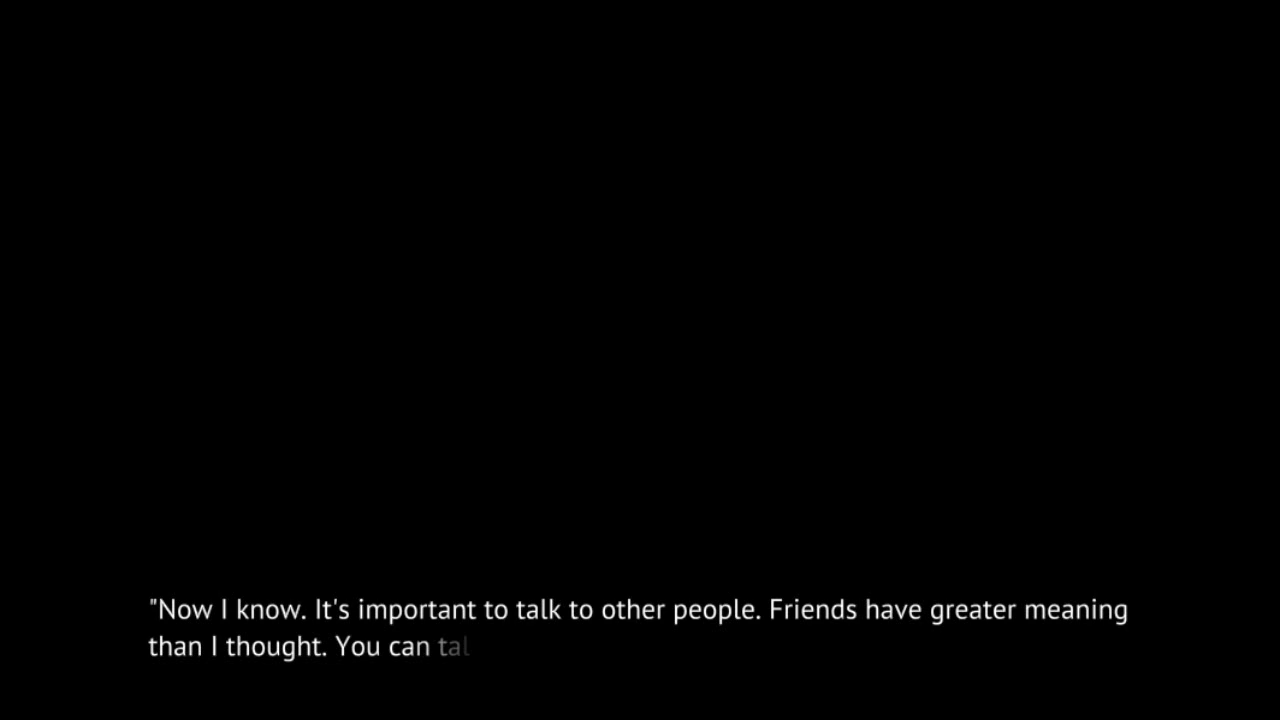 "Now I know. It's important to talk to other people. Friends have greater meaning
than I thought. You can tal